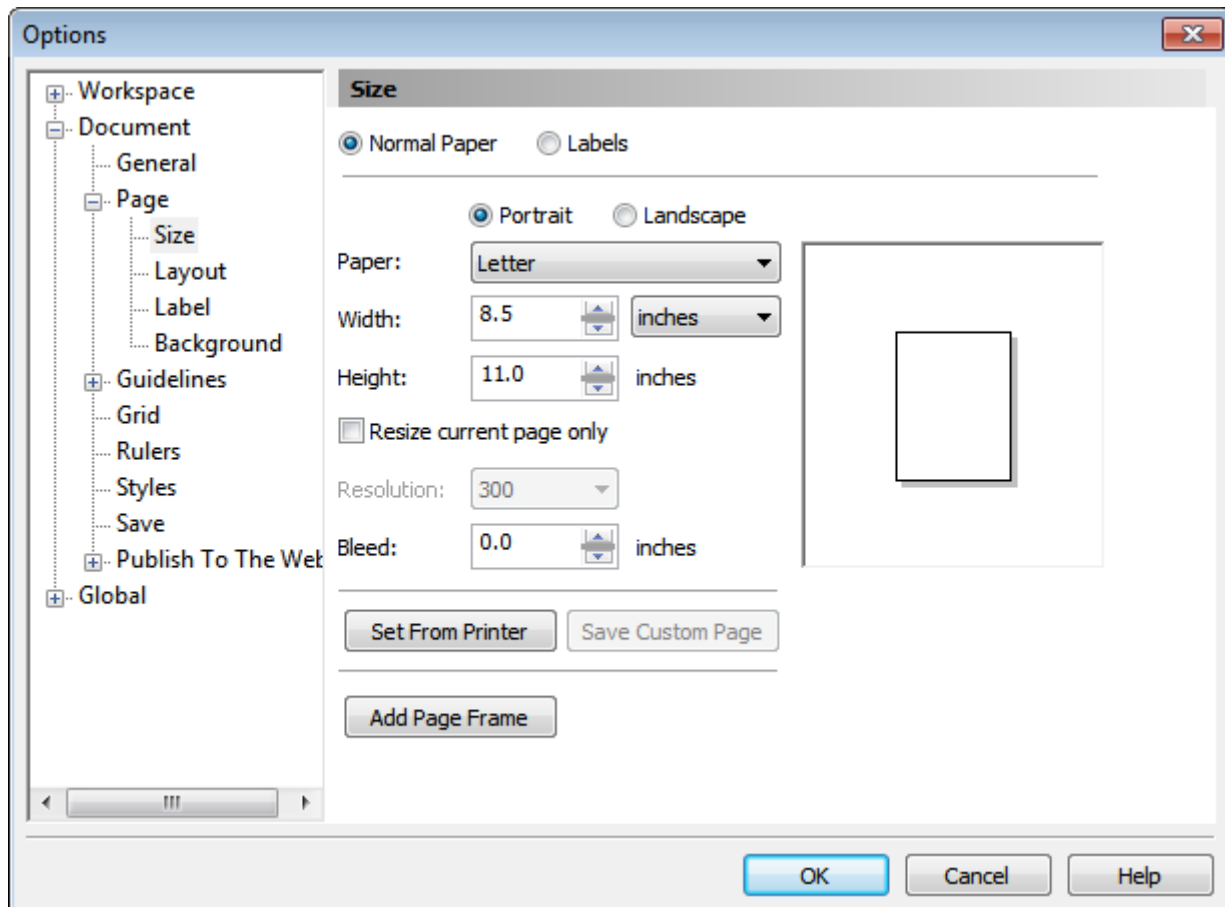 Options
Workspace
Document
General
Page
Size
Layout
Label
Background
Guidelines
Grid
Rulers
Styles
Save
Publish To The Web
Global
Size
Normal Paper Labels
Portrait Landscape
Paper: Letter
Width: 8.5 inches
Height: 11.0 inches
Resize current page only
Resolution: 300
Bleed: 0.0 inches
Set From Printer Save Custom Page
Add Page Frame
OK Cancel Help